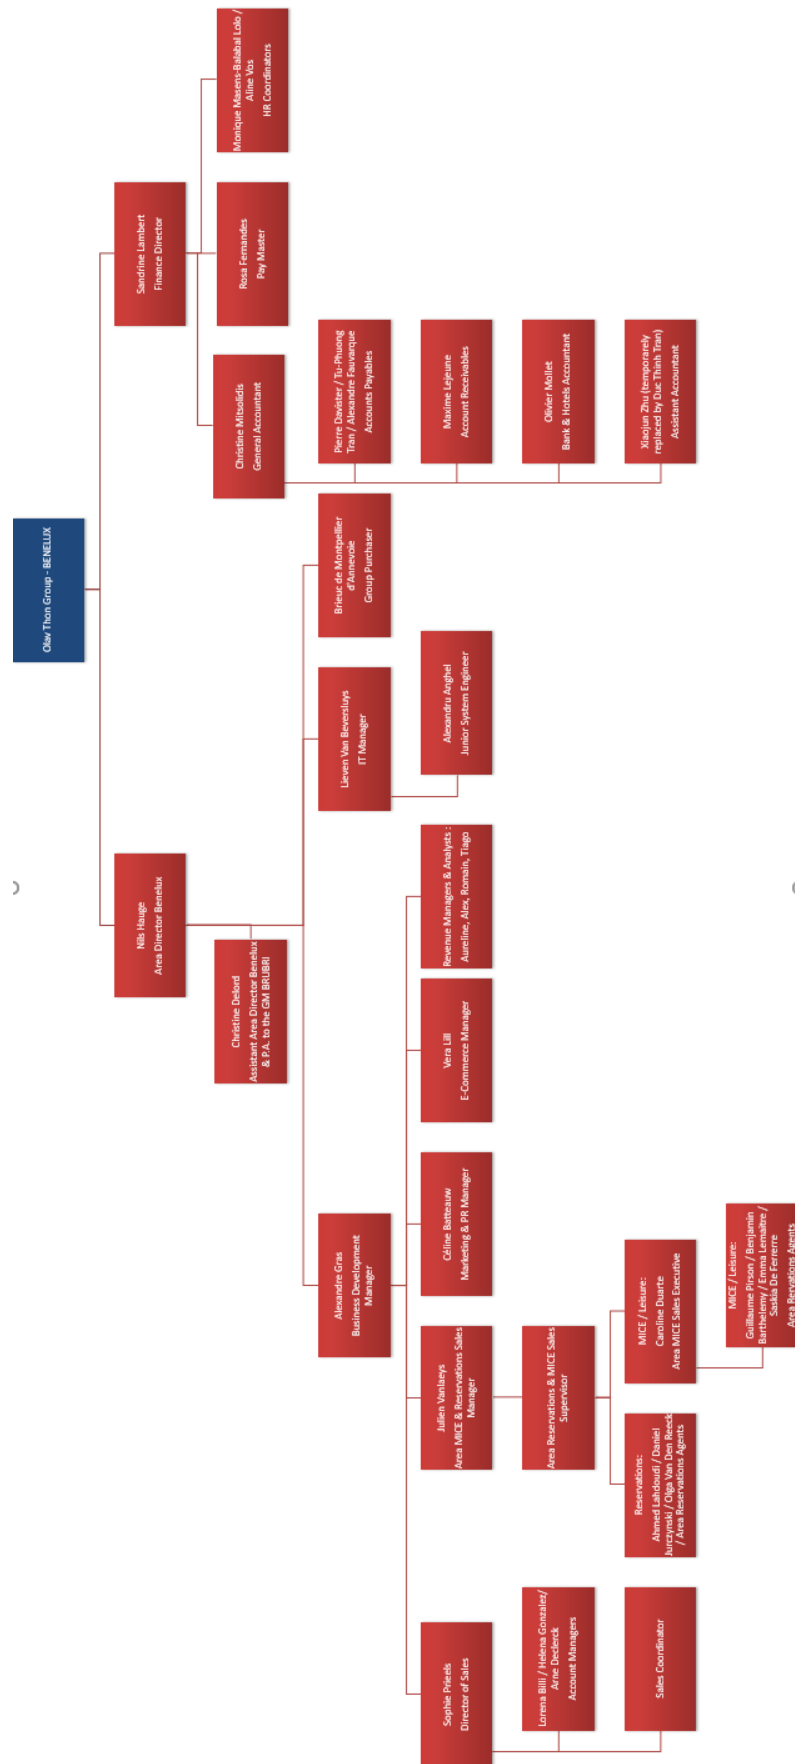 Olav Thon Group - BENELUX
Nils Hauge
Area Director Benelux
Sandrine Lambert
Finance Director
Christine Delord
Assistant Area Director Benelux
& P.A. to the GM BRUBRI
Christine Mitsolidis
General Accountant
Rosa Fernandes
Pay Master
Monique Masens-Balabal Lolo /
Aline Vos
HR Coordinators
Alexandre Gras
Business Development
Manager
Lieven Van Beversluys
IT Manager
Brieuc de Montpellier
d'Annevoie
Group Purchaser
Pierre Davister / Tu-Phuong
Tran / Alexandre Fauvarque
Accounts Payables
Sophie Prieels
Director of Sales
Julien Vanlaeys
Area MICE & Reservations Sales
Manager
Céline Batteauw
Marketing & PR Manager
Vera Lill
E-Commerce Manager
Revenue Managers & Analysts :
Aureline, Alex, Romain, Tiago
Alexandru Anghel
Junior System Engineer
Maxime Lejeune
Account Receivables
Lorena Billi / Helena Gonzalez/
Arne Declerck
Account Managers
Area Reservations & MICE Sales
Supervisor
Olivier Mollet
Bank & Hotels Accountant
Sales Coordinator
Reservations:
Ahmed Lahdoudi / Daniel
Jurczynski / Olga Van Den Reeck
/ Area Reservations Agents
MICE / Leisure:
Caroline Duarte
Area MICE Sales Executive
Xiaojun Zhu (temporarely
replaced by Duc Thinh Tran)
Assistant Accountant
MICE / Leisure:
Guillaume Pirson / Benjamin
Barthelemy / Emma Lemaitre /
Saskia De Ferrerre
Area Rervations Agents